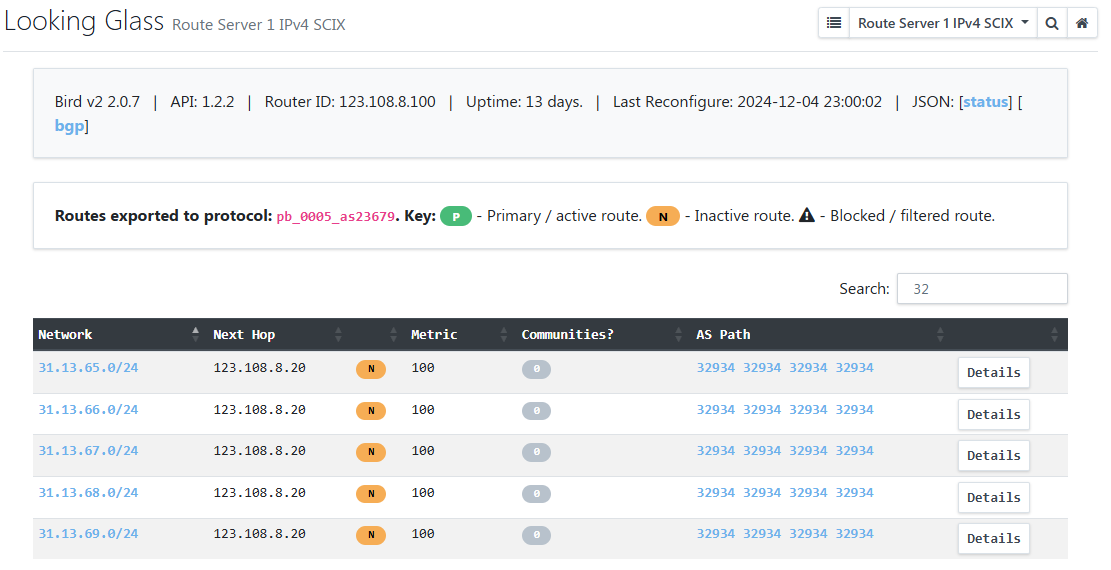 Looking Glass Route Server 1 IPv4 SCIX
Route Server 1 IPv4 SCIX
Bird v2 2.0.7 | API: 1.2.2 | Router ID: 123.108.8.100 | Uptime: 13 days. | Last Reconfigure: 2024-12-04 23:00:02 | JSON: [status] [
bgp]
Routes exported to protocol: pb_0005_as23679. Key: P - Primary / active route. N - Inactive route. - Blocked / filtered route.
Search: 32
Network Next Hop Metric Communities? AS Path
31.13.65.0/24 123.108.8.20 N 100 0 32934 32934 32934 32934 Details
31.13.66.0/24 123.108.8.20 N 100 0 32934 32934 32934 32934 Details
31.13.67.0/24 123.108.8.20 N 100 0 32934 32934 32934 32934 Details
31.13.68.0/24 123.108.8.20 N 100 0 32934 32934 32934 32934 Details
31.13.69.0/24 123.108.8.20 N 100 0 32934 32934 32934 32934 Details